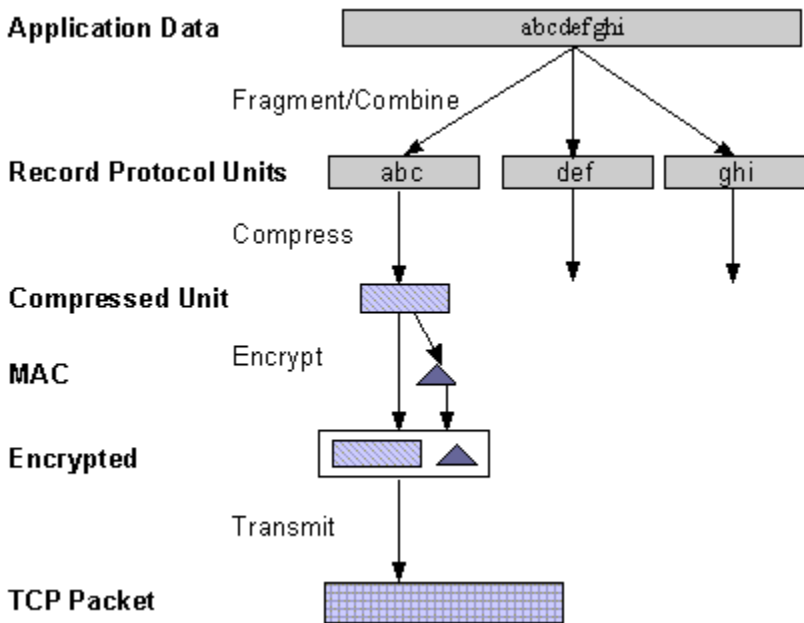 Application Data
abcdefghi
Fragment/Combine
Record Protocol Units
abc
def
ghi
Compress
Compressed Unit
Encrypt
MAC
Encrypted
Transmit
TCP Packet